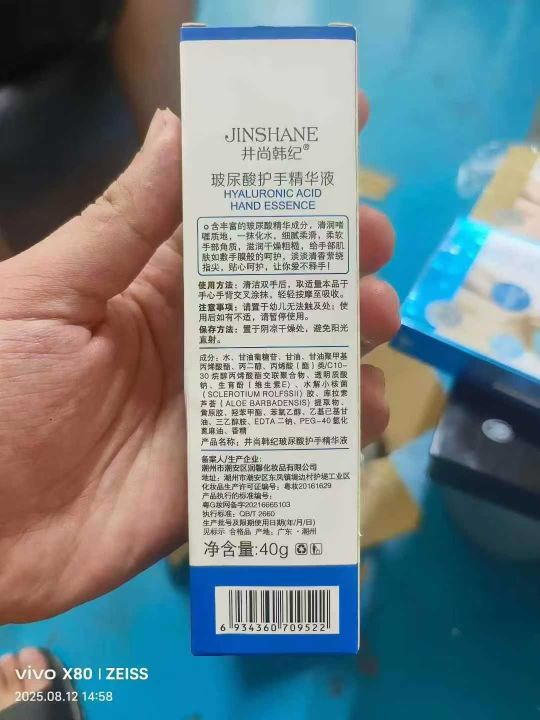 JINSHANE
井尚韩纪®
玻尿酸护手精华液
HYALURONIC ACID
HAND ESSENCE
含丰富的玻尿酸精华成分，清润啫
喱质地，一抹化水，细腻柔滑，柔软
手部角质，滋润干燥粗糙，给手部肌
肤如敷手膜般的呵护，淡淡清香萦绕
指尖，贴心呵护，让你爱不释手！
使用方法：清洁双手后，取适量本品于
手心手背交叉涂抹，轻轻按摩至吸收。
注意事项：请置于幼儿无法触及处；使
用后如有不适，请暂停使用。
保存方法：置于阴凉干燥处，避免阳光
直射。
成分：水、甘油葡糖苷、甘油、甘油聚甲基
丙烯酸酯、丙二醇、丙烯酸（酯）类/C10–
30 烷醇丙烯酸酯交联聚合物、透明质酸
钠、生育酚（维生素E）、水解小核菌
(SCLEROTIUM ROLFSSII) 胶、库拉索
芦荟 (ALOE BARBADENSIS) 提取物、
黄原胶、羟苯甲酯、苯氧乙醇、乙基己基甘
油、三乙醇胺、EDTA 二钠、PEG-40 氢化
蓖麻油、香精
产品名称：井尚韩纪玻尿酸护手精华液
备案人/生产企业：
潮州市潮安区润馨化妆品有限公司
地址：潮州市潮安区东凤镇堤边村护堤工业区
化妆品生产许可证编号：粤妆20161629
产品执行的标准编号：
粤G妆网备字2021665103
执行标准：QB/T 2660
生产批号及限期使用日期(年/月/日)
见标示 合格品 产地：广东·潮州
净含量:40g
6 934360 709522
vivo X80 | ZEISS
2025.08.12 14:58